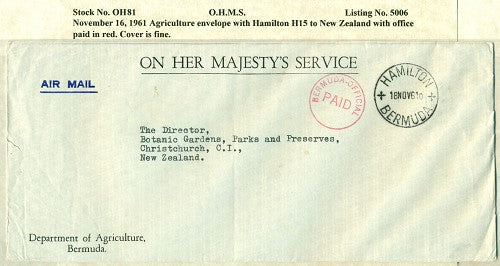 Stock No. OH81 O.H.M.S. Listing No. 5006
November 16, 1961 Agriculture envelope with Hamilton H15 to New Zealand with office
paid in red. Cover is fine.
ON HER MAJESTY'S SERVICE
AIR MAIL
BERMUDA-OFFICIAL
PAID
HAMILTON
18 NOV 61
BERMUDA
The Director,
Botanic Gardens, Parks and Preserves,
Christchurch, C.I.,
New Zealand.
Department of Agriculture,
Bermuda.